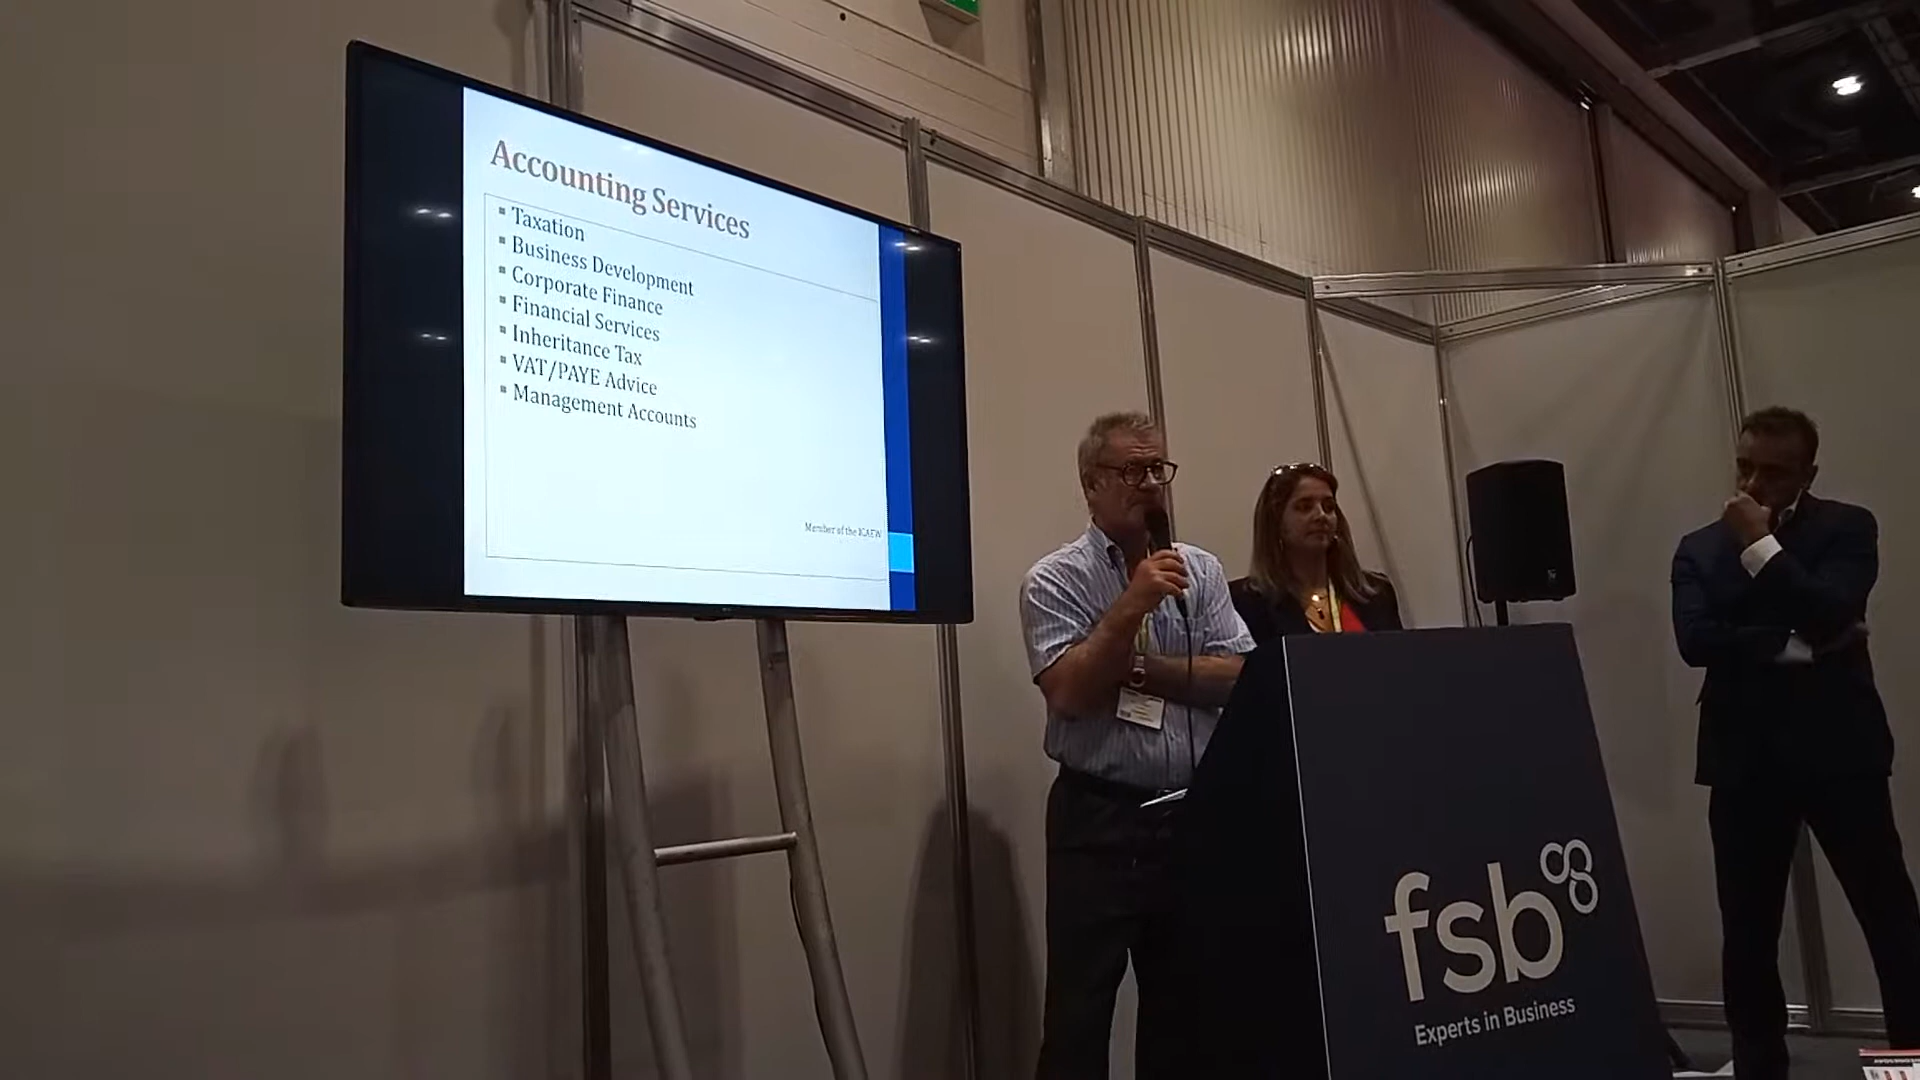 Accounting Services
▪ Taxation
▪ Business Development
▪ Corporate Finance
▪ Financial Services
▪ Inheritance Tax
▪ VAT/PAYE Advice
▪ Management Accounts
Member of the ICAEW
fsb
Experts in Business